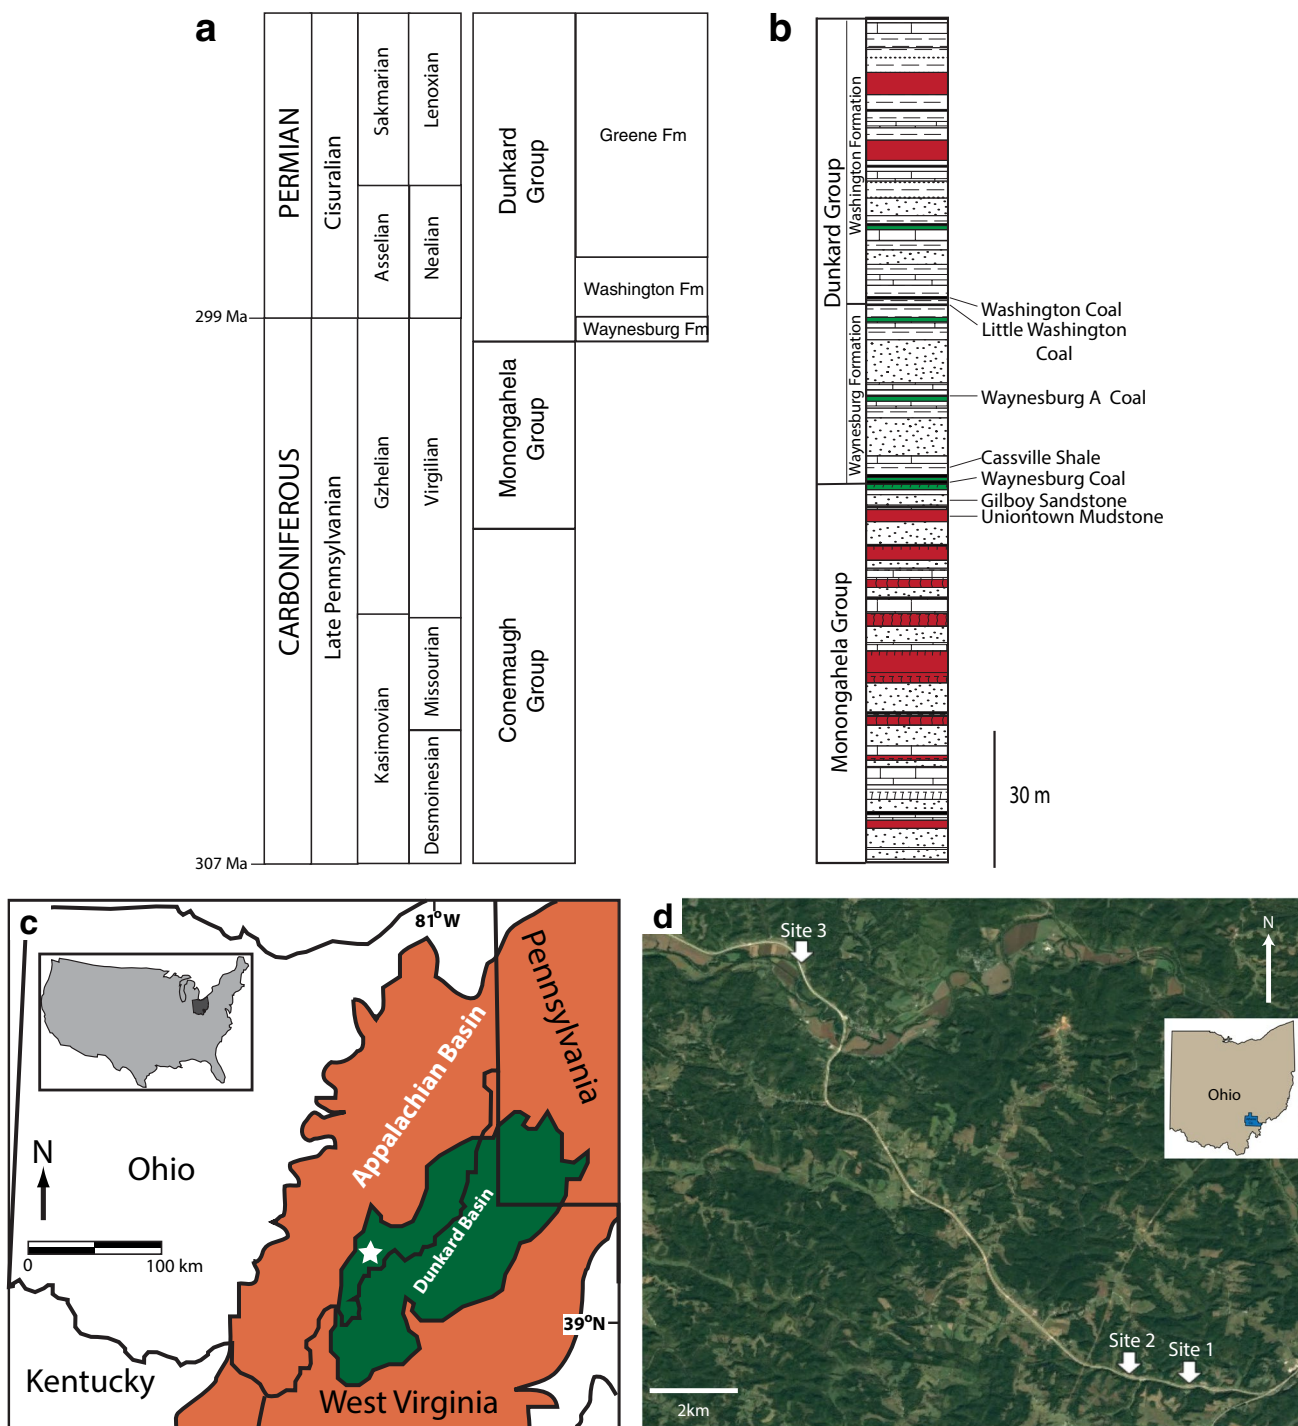 a
PERMIAN
Cisuralian
Sakmarian
Lenoxian
Asselian
Nealian
Dunkard
Group
Greene Fm
Washington Fm
Waynesburg Fm
299 Ma
CARBONIFEROUS
Late Pennsylvanian
Gzhelian
Virgilian
Monongahela
Group
Kasimovian
Missourian
Desmoinesian
Conemaugh
Group
307 Ma
b
Dunkard Group
Washington Formation
Waynesburg Formation
Monongahela Group
Washington Coal
Little Washington
Coal
Waynesburg A Coal
Cassville Shale
Waynesburg Coal
Gilboy Sandstone
Uniontown Mudstone
30 m
c
81°W
Pennsylvania
Appalachian Basin
N
Ohio
Dunkard Basin
0 100 km
39°N
Kentucky
West Virginia
d
Site 3
N
Ohio
Site 2
Site 1
2km